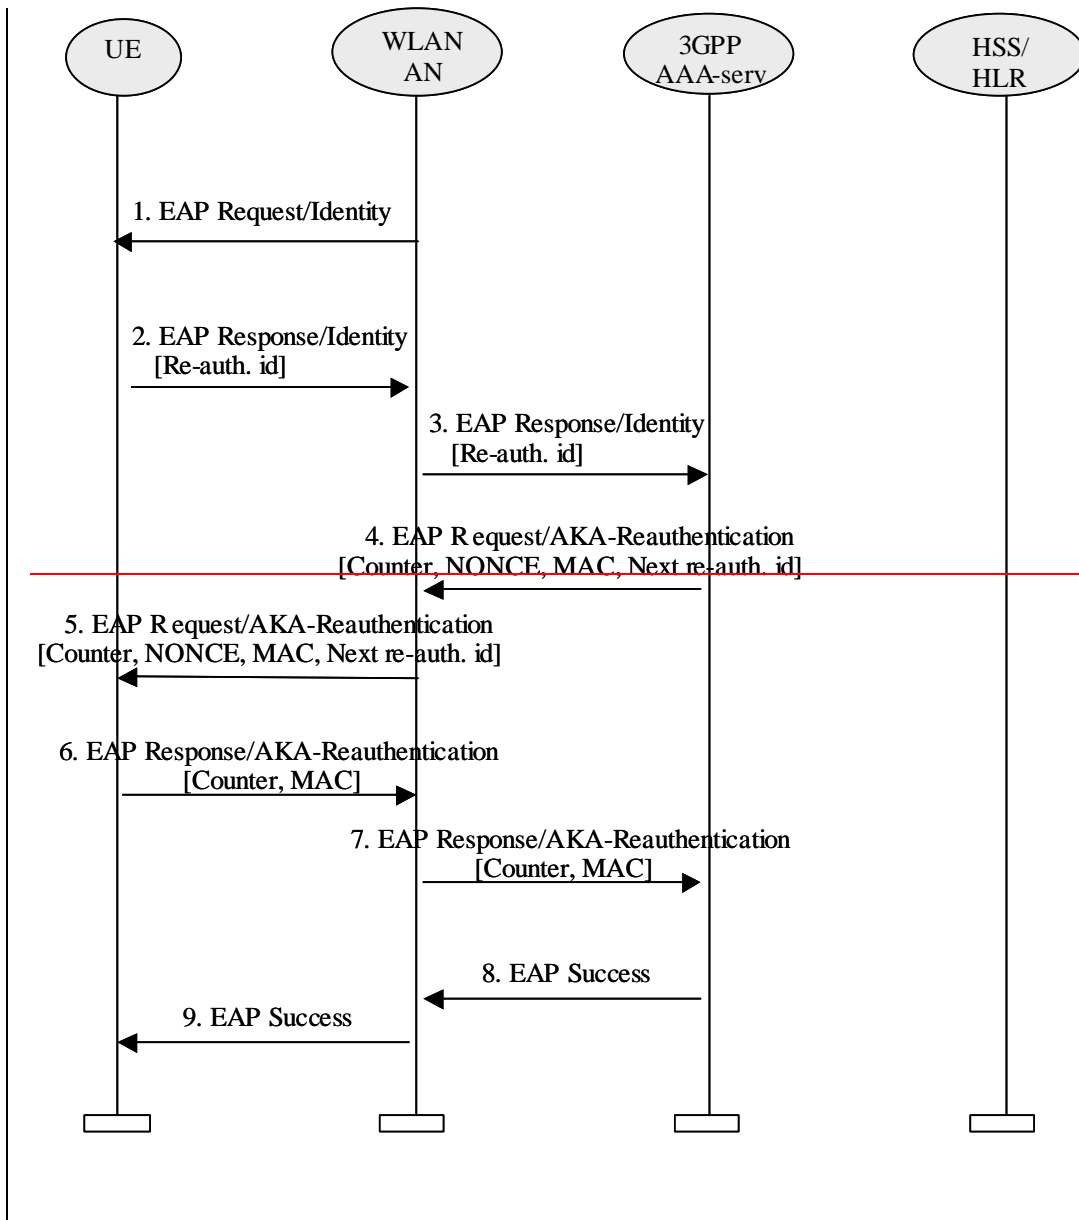 UE
WLAN
AN
3GPP
AAA-serv
HSS/
HLR
1. EAP Request/Identity
2. EAP Response/Identity
[Re-auth. id]
3. EAP Response/Identity
[Re-auth. id]
4. EAP Request/AKA-Reauthentication
[Counter, NONCE, MAC, Next re-auth. id]
5. EAP Request/AKA-Reauthentication
[Counter, NONCE, MAC, Next re-auth. id]
6. EAP Response/AKA-Reauthentication
[Counter, MAC]
7. EAP Response/AKA-Reauthentication
[Counter, MAC]
8. EAP Success
9. EAP Success